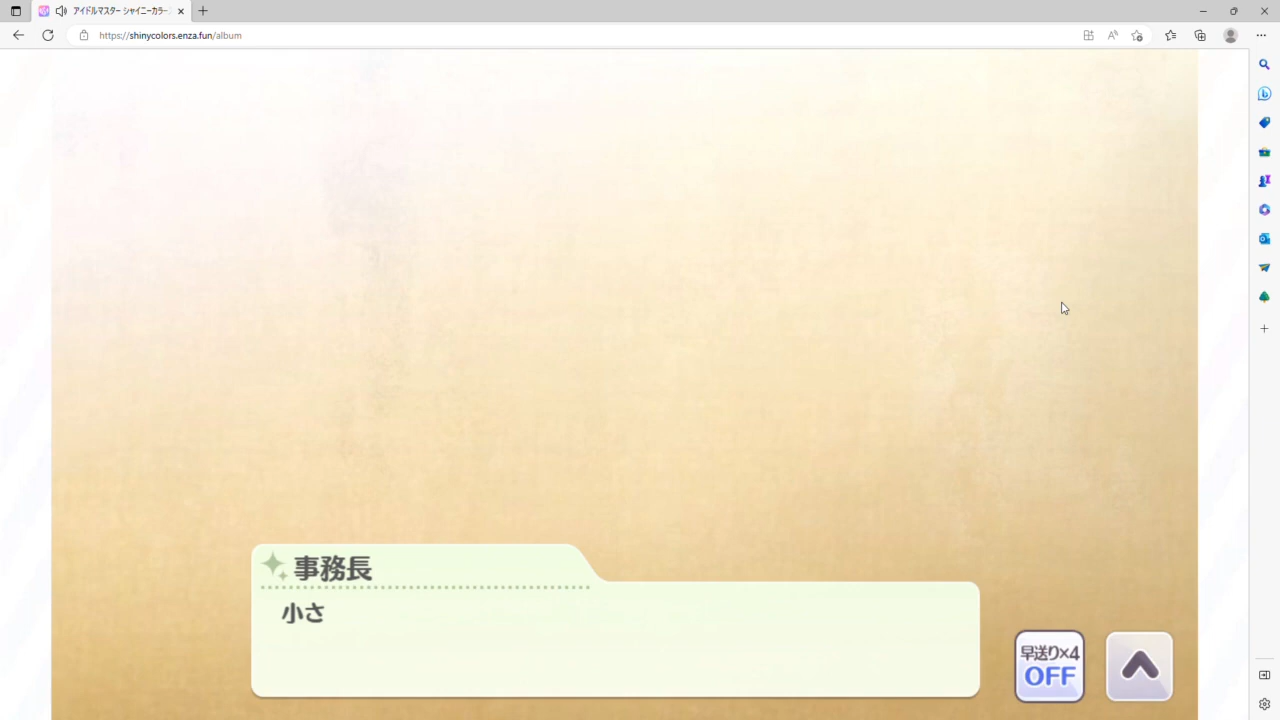 アイドルマスター シャイニーカラー
https://shinycolors.enza.fun/album
事務長
小さ
早送り×4
OFF